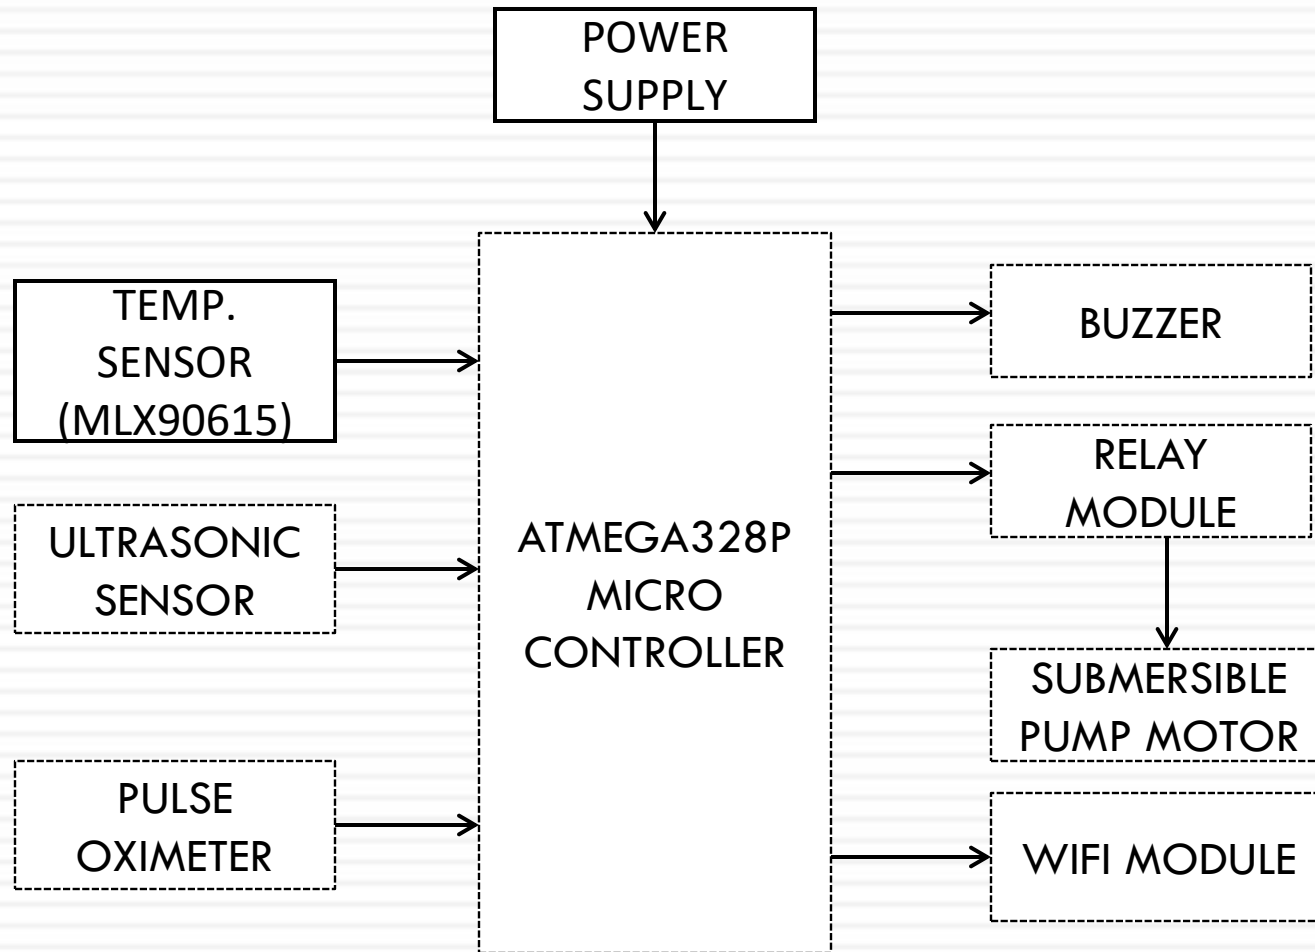 POWER
SUPPLY
TEMP.
SENSOR
(MLX90615)
ULTRASONIC
SENSOR
PULSE
OXIMETER
ATMEGA328P
MICRO
CONTROLLER
BUZZER
RELAY
MODULE
SUBMERSIBLE
PUMP MOTOR
WIFI MODULE